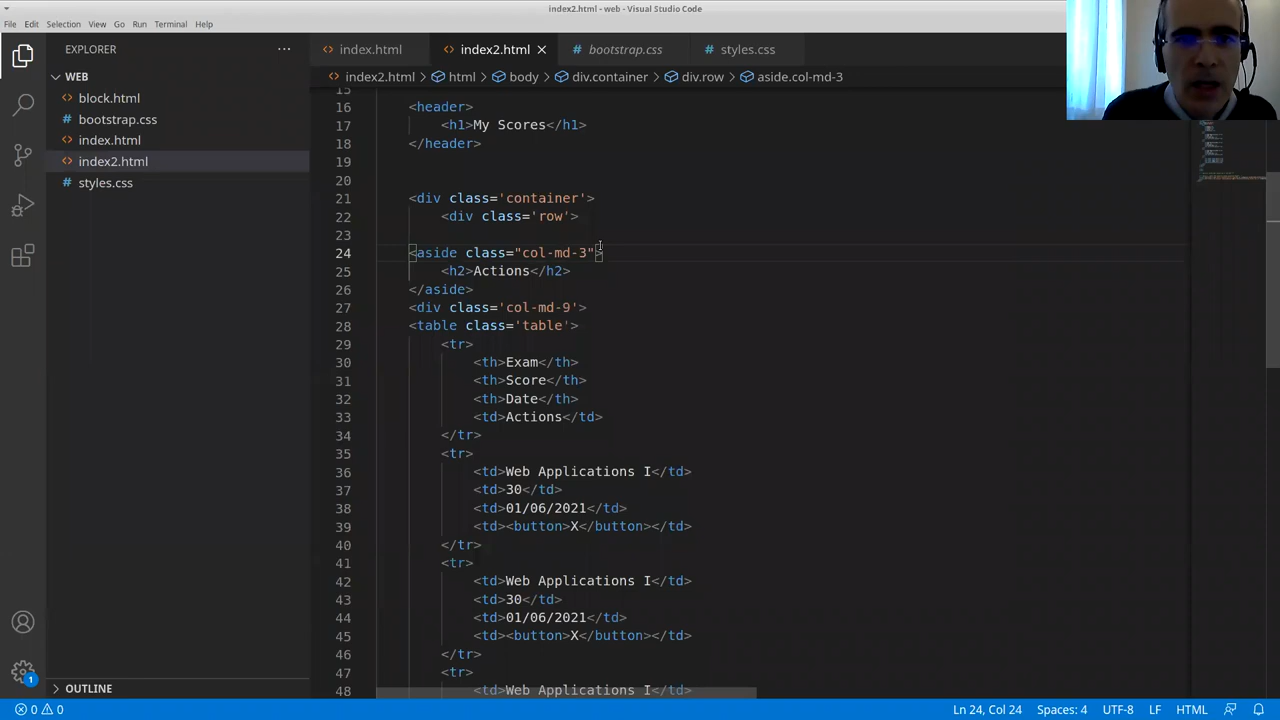 index2.html - web - Visual Studio Code
File Edit Selection View Go Run Terminal Help
EXPLORER
index.html
index2.html
bootstrap.css
styles.css
WEB
index2.html
html
body
div.container
div.row
aside.col-md-3
block.html
bootstrap.css
index.html
index2.html
styles.css
15
16 <header>
17 <h1>My Scores</h1>
18 </header>
19
20
21 <div class='container'>
22 <div class='row'>
23
24 <aside class="col-md-3">
25 <h2>Actions</h2>
26 </aside>
27 <div class='col-md-9'>
28 <table class='table'>
29 <tr>
30 <th>Exam</th>
31 <th>Score</th>
32 <th>Date</th>
33 <td>Actions</td>
34 </tr>
35 <tr>
36 <td>Web Applications I</td>
37 <td>30</td>
38 <td>01/06/2021</td>
39 <td><button>X</button></td>
40 </tr>
41 <tr>
42 <td>Web Applications I</td>
43 <td>30</td>
44 <td>01/06/2021</td>
45 <td><button>X</button></td>
46 </tr>
47 <tr>
48 <td>Web Applications I</td>
OUTLINE
1
0 0
Ln 24, Col 24
Spaces: 4
UTF-8
LF
HTML